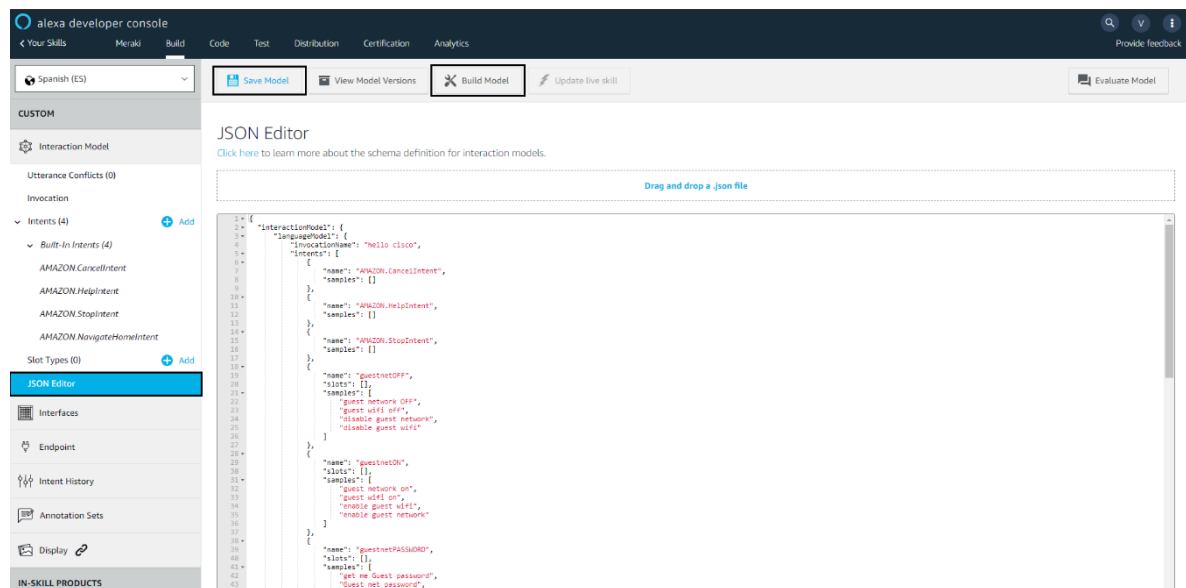 alexa developer console
V
Your Skills Meraki Build Code Test Distribution Certification Analytics Provide feedback
Spanish (ES) Save Model View Model Versions Build Model Update live skill Evaluate Model
CUSTOM
Interaction Model
Utterance Conflicts (0)
Invocation
Intents (4) Add
Built-In Intents (4)
AMAZON.CancelIntent
AMAZON.HelpIntent
AMAZON.StopIntent
AMAZON.NavigateHomeIntent
Slot Types (0) Add
JSON Editor
Interfaces
Endpoint
Intent History
Annotation Sets
Display
IN-SKILL PRODUCTS
JSON Editor
Click here to learn more about the schema definition for interaction models.
Drag and drop a .json file
1 {
2 "interactionModel": {
3 "languageModel": {
4 "invocationName": "hello cisco",
5 "intents": [
6 {
7 "name": "AMAZON.CancelIntent",
8 "samples": []
9 },
10 {
11 "name": "AMAZON.HelpIntent",
12 "samples": []
13 },
14 {
15 "name": "AMAZON.StopIntent",
16 "samples": []
17 },
18 {
19 "name": "guestnetOFF",
20 "slots": [],
21 "samples": [
22 "guest network OFF",
23 "guest wifi off",
24 "disable guest network",
25 "disable guest wifi"
26 ]
27 },
28 {
29 "name": "guestnetON",
30 "slots": [],
31 "samples": [
32 "guest network on",
33 "guest wifi on",
34 "enable guest wifi",
35 "enable guest network"
36 ]
37 },
38 {
39 "name": "guestnetPASSWORD",
40 "slots": [],
41 "samples": [
42 "get me Guest password",
43 "Guest net password",